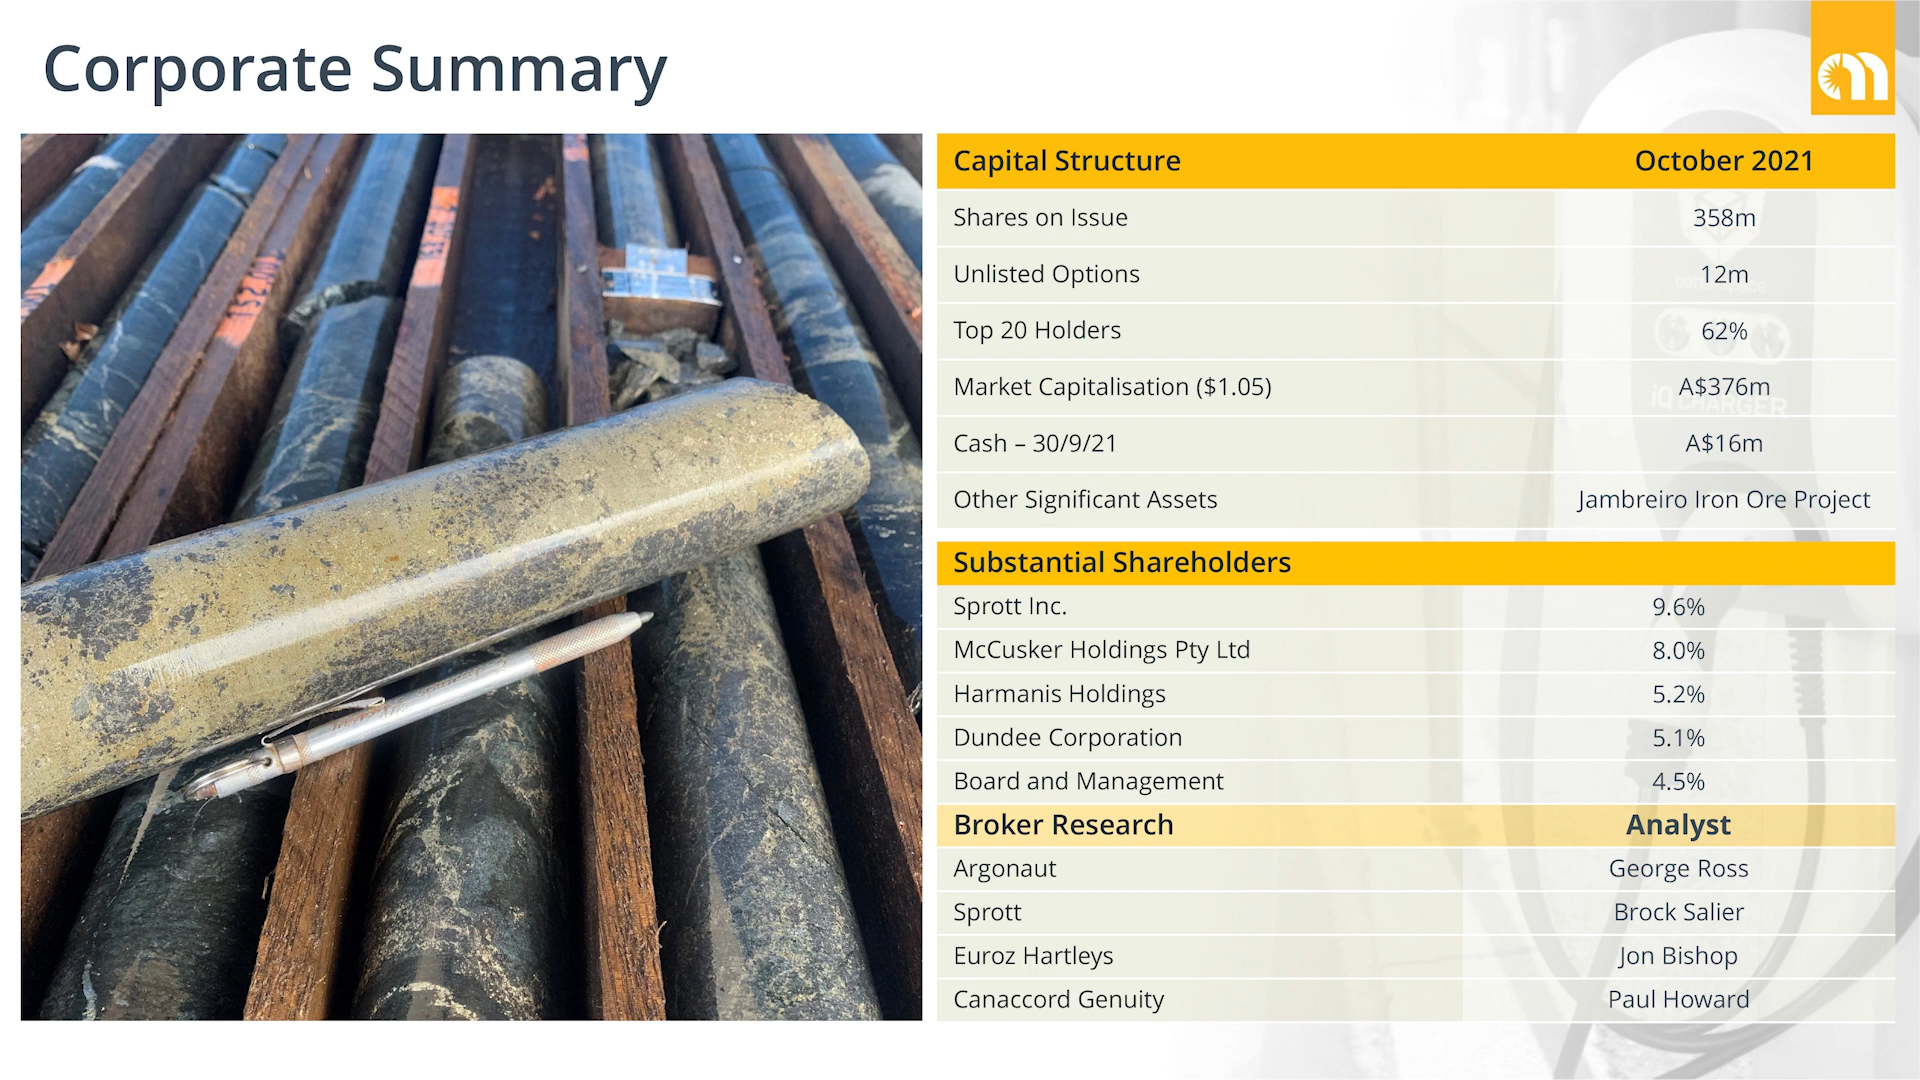 Corporate Summary
Capital Structure October 2021
Shares on Issue 358m
Unlisted Options 12m
Top 20 Holders 62%
Market Capitalisation ($1.05) A$376m
Cash – 30/9/21 A$16m
Other Significant Assets Jambreiro Iron Ore Project
Substantial Shareholders
Sprott Inc. 9.6%
McCusker Holdings Pty Ltd 8.0%
Harmanis Holdings 5.2%
Dundee Corporation 5.1%
Board and Management 4.5%
Broker Research Analyst
Argonaut George Ross
Sprott Brock Salier
Euroz Hartleys Jon Bishop
Canaccord Genuity Paul Howard
iQ CHARGER